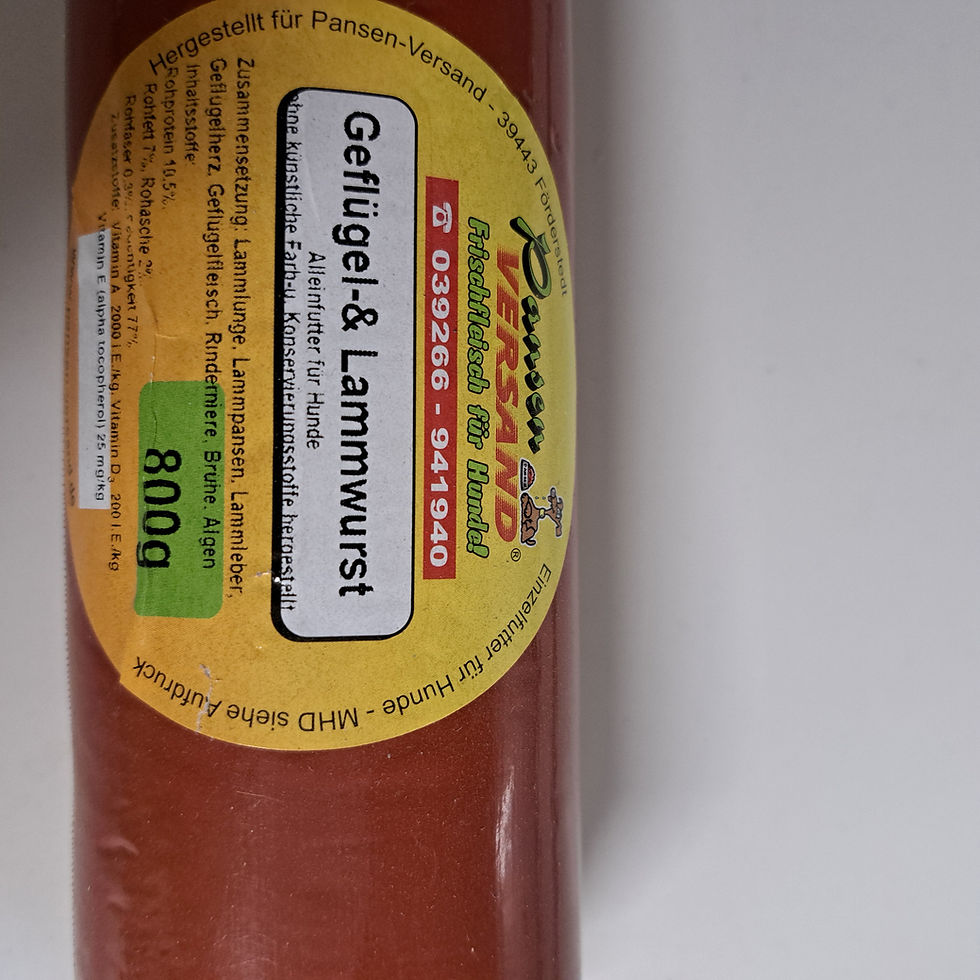 Hergestellt für Pansen-Versand - 39443 Förderstedt
Pansen
VERSAND®
Frischfleisch für Hunde!
☎ 039266 - 941940
Geflügel-& Lammwurst
Alleinfutter für Hunde
ohne künstliche Farb-u. Konservierungsstoffe hergestellt
Zusammensetzung: Lammlunge, Lammpansen, Lammleber,
Geflügelherz, Geflügelfleisch, Rinderniere, Brühe, Algen
Inhaltsstoffe:
Rohprotein 10,5%,
Rohfett 7%, Rohasche 2%,
Rohfaser 0,3%, Feuchtigkeit 77%,
Zusatzstoffe: Vitamin A 2000 I.E./kg, Vitamin D3 200 I.E./kg
Vitamin E (alpha tocopherol) 25 mg/kg
800g
Einzelfutter für Hunde - MHD siehe Aufdruck